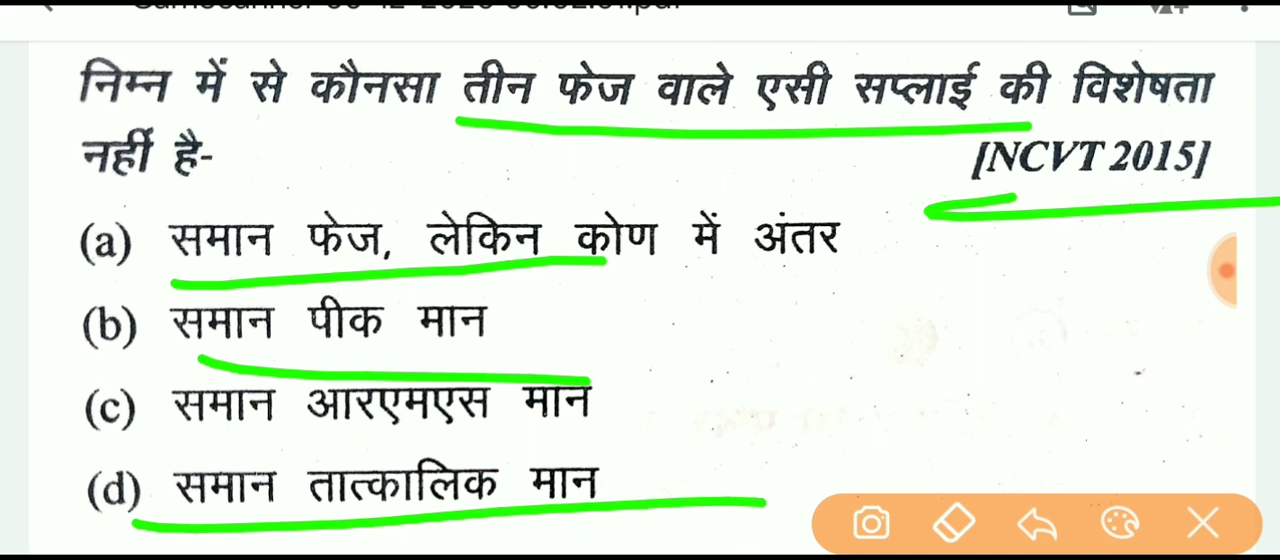 निम्न में से कौनसा तीन फेज वाले एसी सप्लाई की विशेषता
नहीं है- [NCVT 2015]
(a) समान फेज, लेकिन कोण में अंतर
(b) समान पीक मान
(c) समान आरएमएस मान
(d) समान तात्कालिक मान